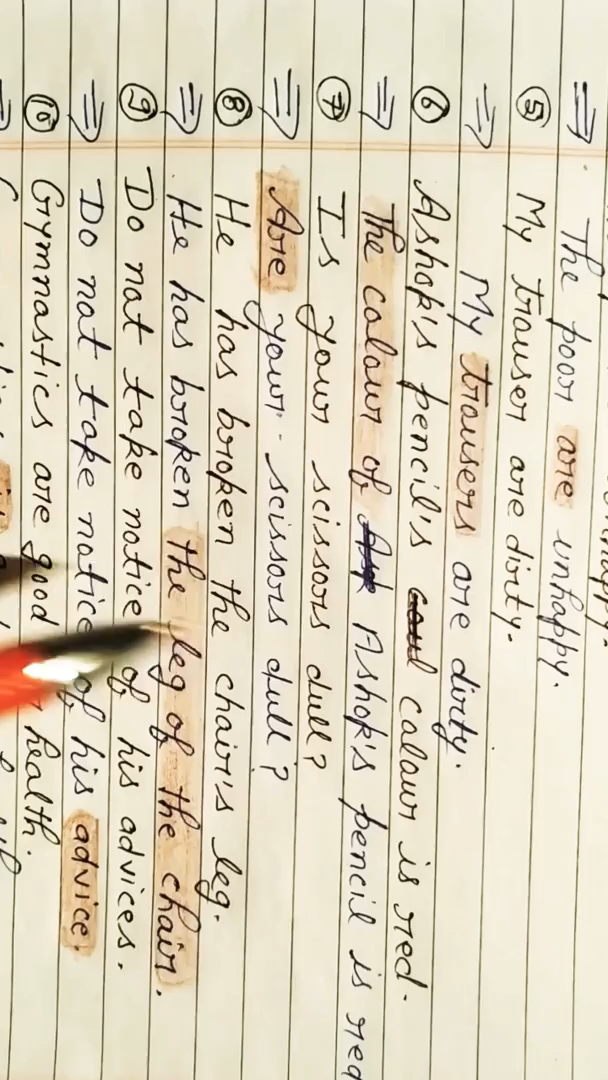 ⇒ The poor are unhappy.
⑤ My trouser are dirty.
⇒ My trousers are dirty.
⑥ Ashok's pencil's colour is red.
⇒ The colour of Ashok's pencil is red
⑦ Is your scissors dull?
⇒ Are your scissors dull?
⑧ He has broken the chair's leg.
⇒ He has broken the leg of the chair.
⑨ Do not take notice of his advices.
⇒ Do not take notice of his advice.
⑩ Gymnastics are good health.